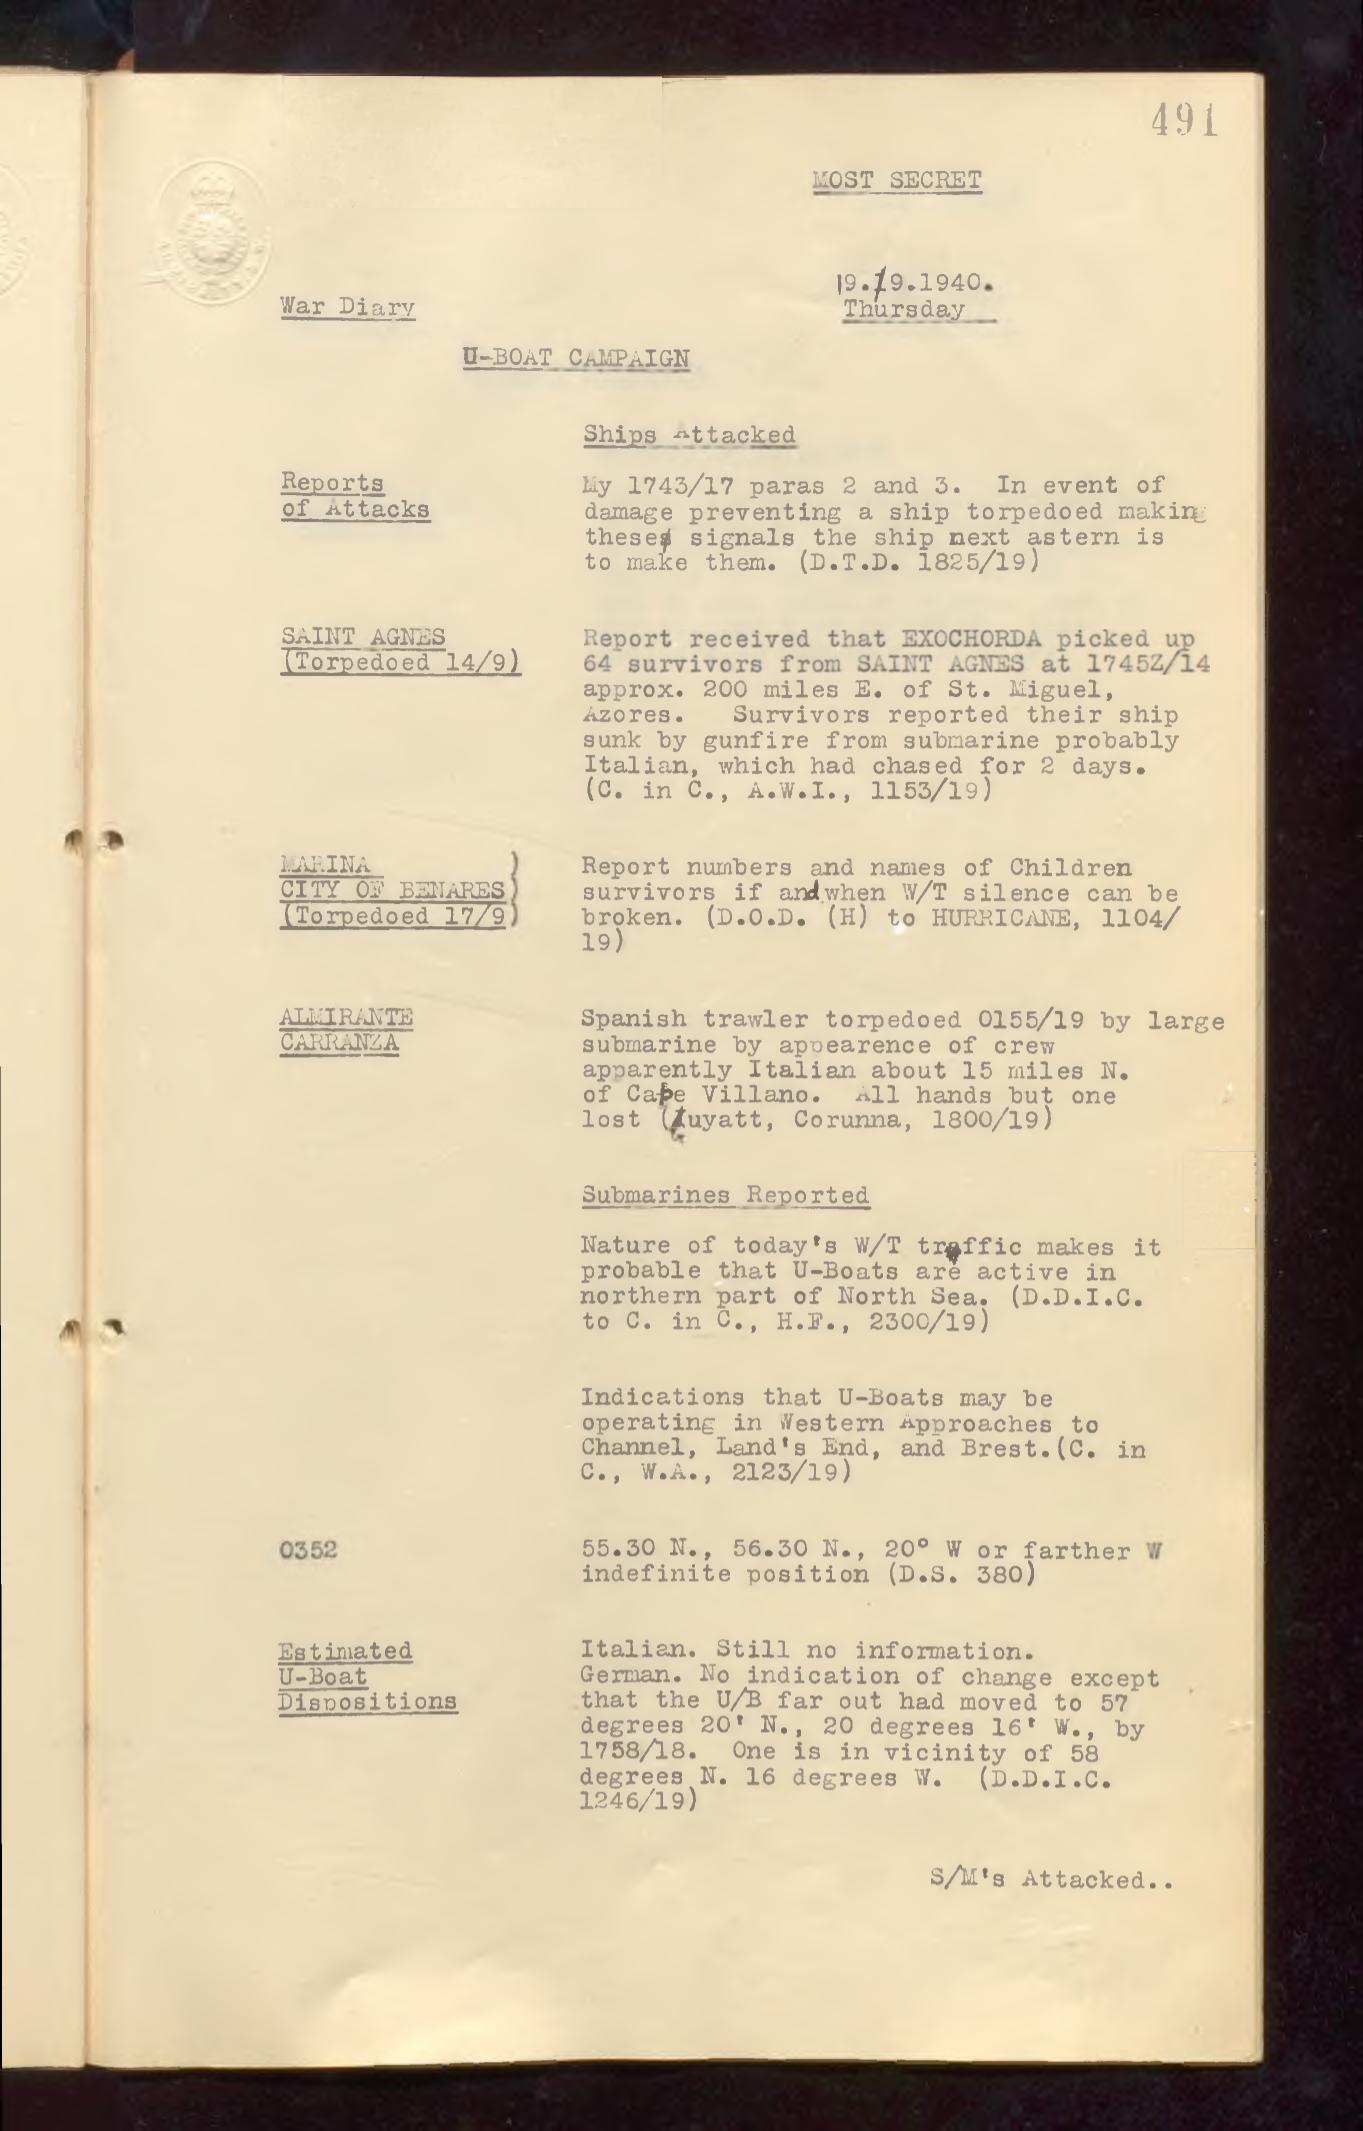 491
MOST SECRET
19.9.1940.
Thursday
War Diary
U-BOAT CAMPAIGN
Ships Attacked
Reports
of Attacks
My 1743/17 paras 2 and 3. In event of
damage preventing a ship torpedoed making
these signals the ship next astern is
to make them. (D.T.D. 1825/19)
SAINT AGNES
(Torpedoed 14/9)
Report received that EXOCHORDA picked up
64 survivors from SAINT AGNES at 1745Z/14
approx. 200 miles E. of St. Miguel,
Azores. Survivors reported their ship
sunk by gunfire from submarine probably
Italian, which had chased for 2 days.
(C. in C., A.W.I., 1153/19)
MARINA
CITY OF BENARES
(Torpedoed 17/9)
Report numbers and names of Children
survivors if and when W/T silence can be
broken. (D.O.D. (H) to HURRICANE, 1104/
19)
ALMIRANTE
CARRANZA
Spanish trawler torpedoed 0155/19 by large
submarine by appearence of crew
apparently Italian about 15 miles N.
of Cape Villano. All hands but one
lost ( Corunna, 1800/19)
Submarines Reported
Nature of today's W/T traffic makes it
probable that U-Boats are active in
northern part of North Sea. (D.D.I.C.
to C. in C., H.F., 2300/19)
Indications that U-Boats may be
operating in Western Approaches to
Channel, Land's End, and Brest.(C. in
C., W.A., 2123/19)
0352
55.30 N., 56.30 N., 20° W or farther W
indefinite position (D.S. 380)
Estimated
U-Boat
Dispositions
Italian. Still no information.
German. No indication of change except
that the U/B far out had moved to 57
degrees 20' N., 20 degrees 16' W., by
1758/18. One is in vicinity of 58
degrees N. 16 degrees W. (D.D.I.C.
1246/19)
S/M's Attacked..